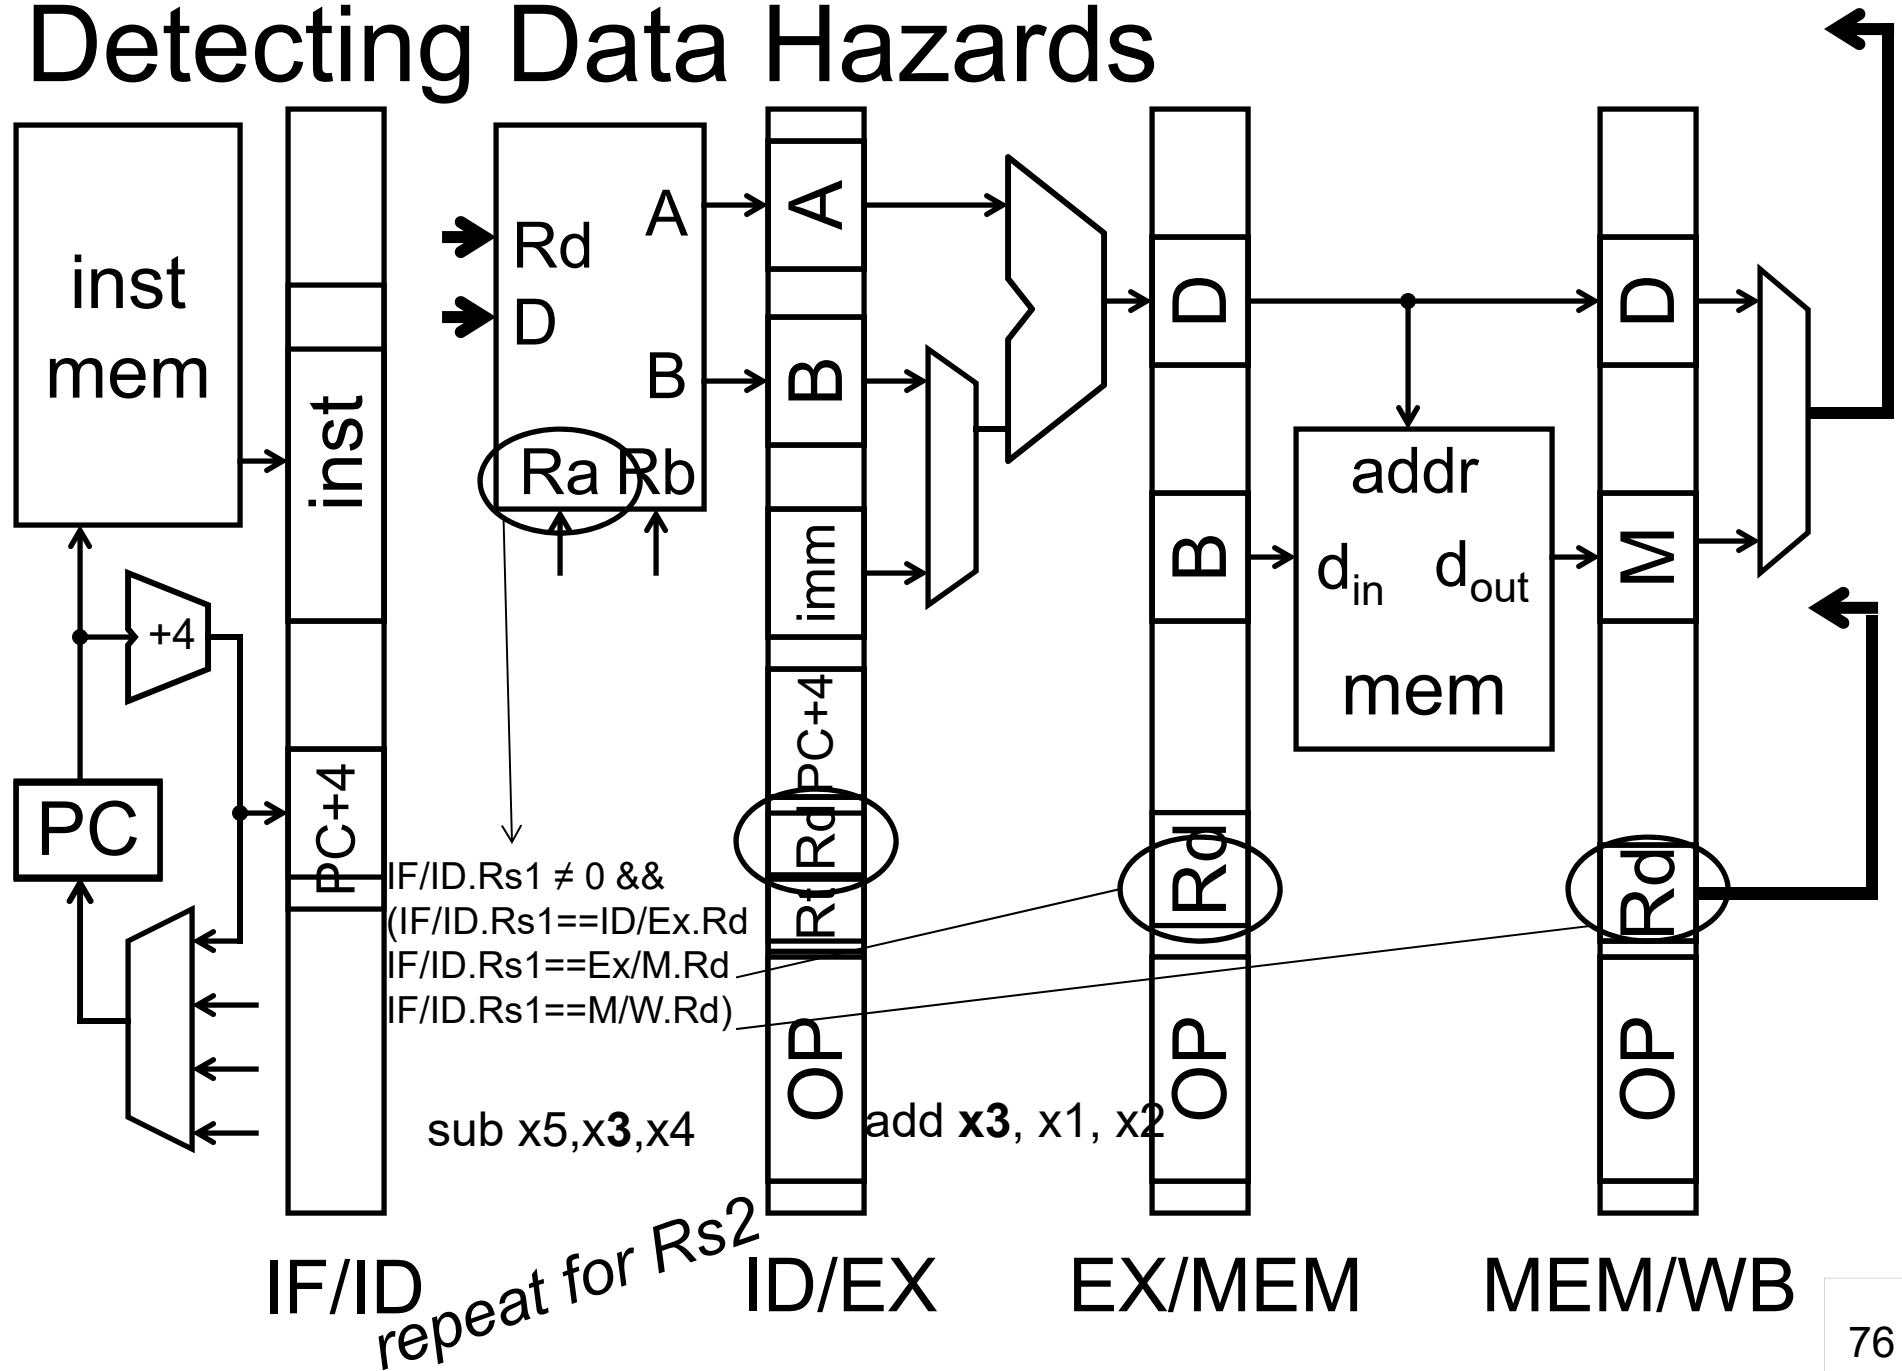 Detecting Data Hazards
inst
mem
+4
PC
inst
PC+4
Rd
D
A
B
Ra Rb
A
B
imm
PC+4
Rd
Rt
OP
D
B
Rd
OP
addr
din dout
mem
D
M
Rd
OP
IF/ID.Rs1 ≠ 0 &&
(IF/ID.Rs1==ID/Ex.Rd
IF/ID.Rs1==Ex/M.Rd
IF/ID.Rs1==M/W.Rd)
sub x5,x3,x4
add x3, x1, x2
repeat for Rs2
IF/ID
ID/EX
EX/MEM
MEM/WB
76